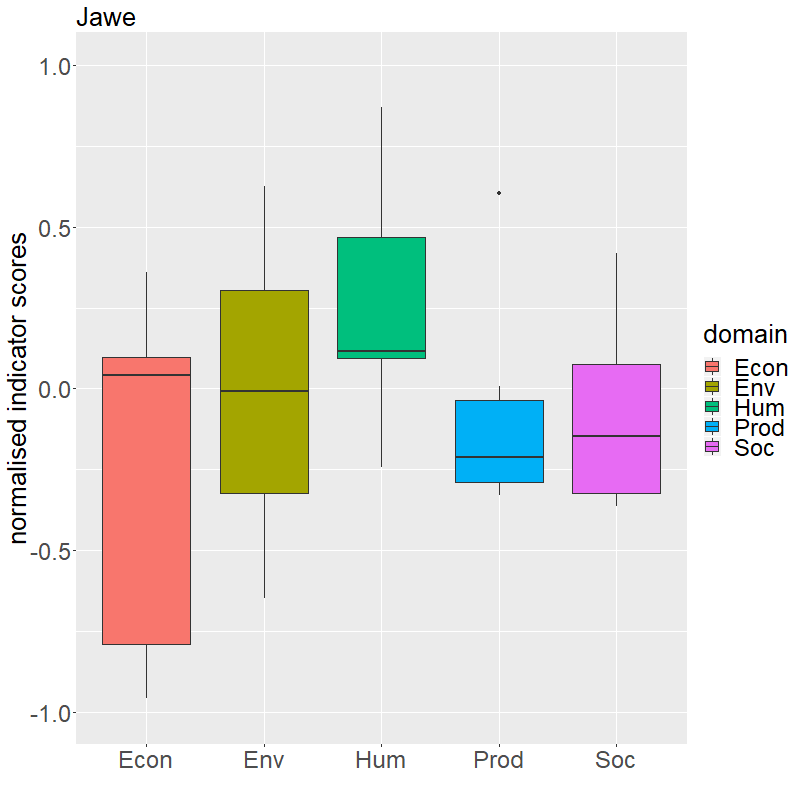 Jawe
normalised indicator scores
1.0
0.5
0.0
-0.5
-1.0
Econ
Env
Hum
Prod
Soc
domain
Econ
Env
Hum
Prod
Soc